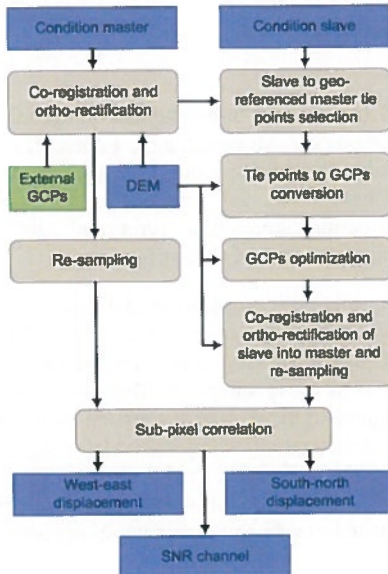 Condition master
Condition slave
Co-registration and
ortho-rectification
Slave to geo-
referenced master tie
points selection
External
GCPs
DEM
Tie points to GCPs
conversion
Re-sampling
GCPs optimization
Co-registration and
ortho-rectification of
slave into master and
re-sampling
Sub-pixel correlation
West-east
displacement
South-north
displacement
SNR channel